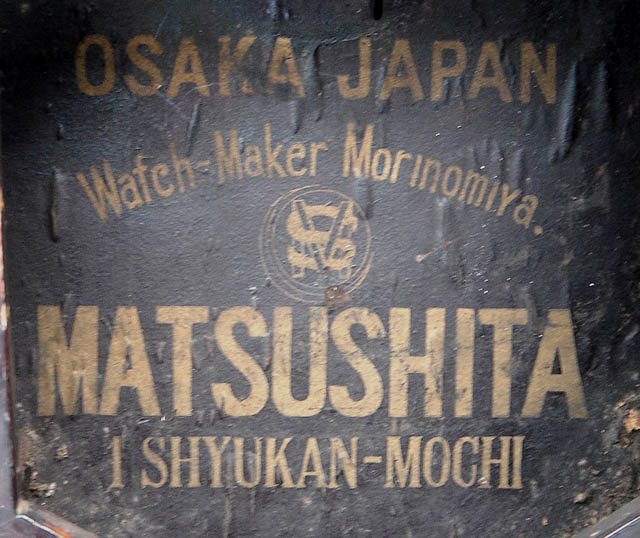 OSAKA JAPAN
Watch-Maker Morinomiya.
MATSUSHITA
1 SHYUKAN-MOCHI